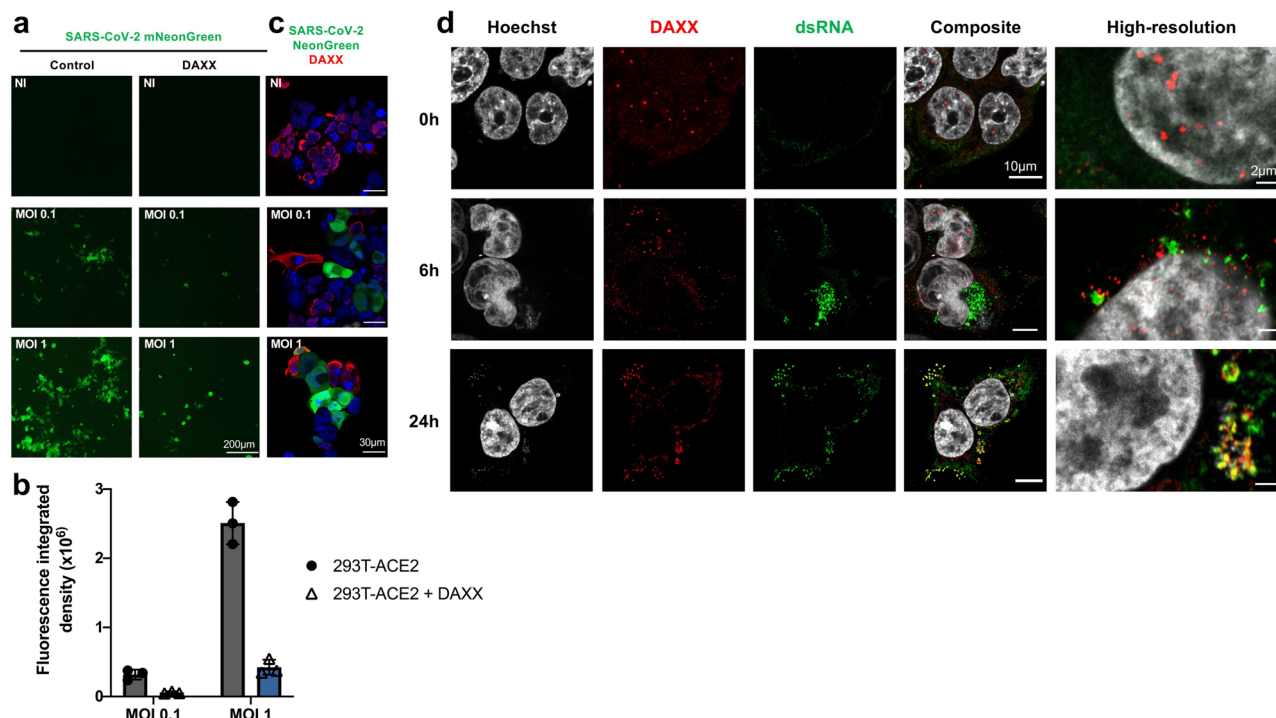 a
SARS-CoV-2 mNeonGreen
Control
DAXX
NI
MOI 0.1
MOI 0.1
MOI 1
MOI 1
200µm
c
SARS-CoV-2
NeonGreen
DAXX
NI
MOI 0.1
MOI 1
30µm
b
Fluorescence integrated
density (x10⁶)
3
2
1
0
MOI 0.1
MOI 1
293T-ACE2
293T-ACE2 + DAXX
d
Hoechst
DAXX
dsRNA
Composite
High-resolution
0h
10µm
2µm
6h
24h